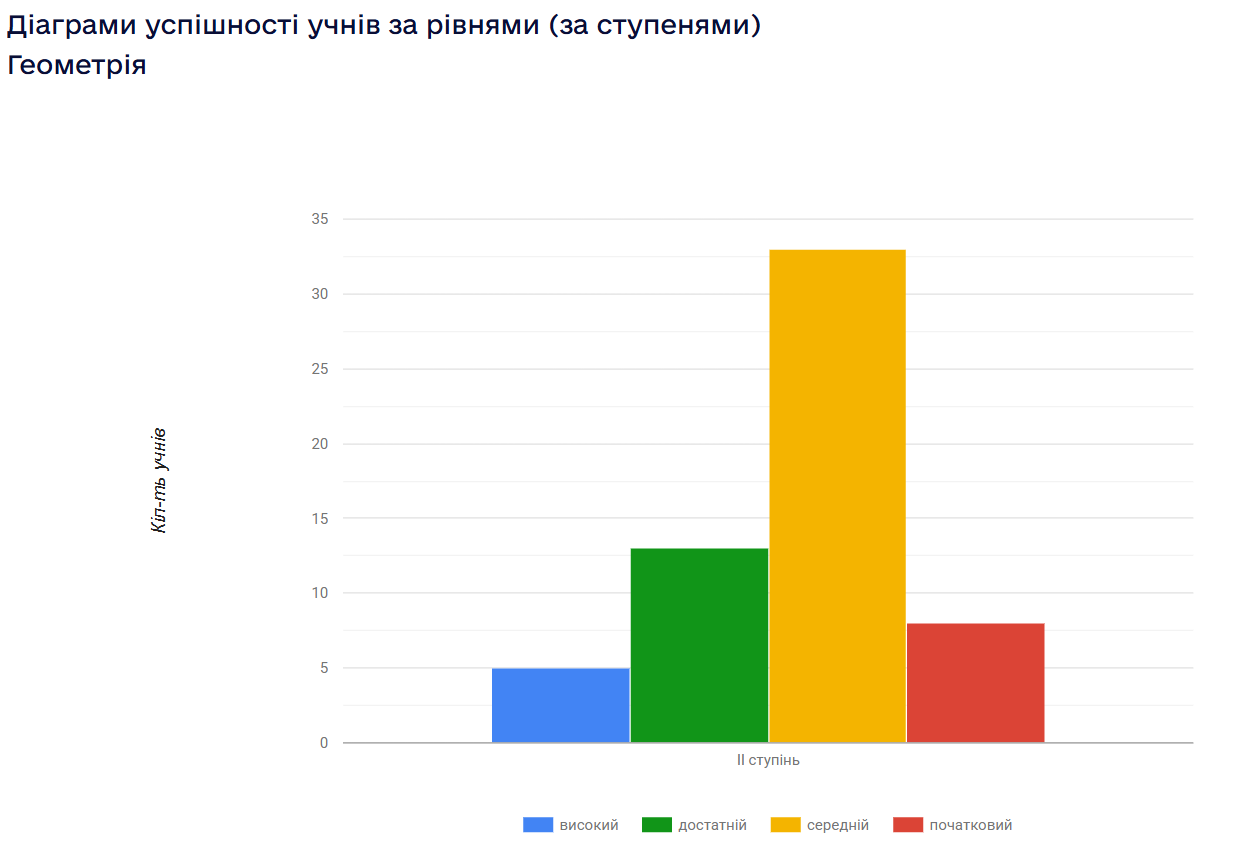 Діаграми успішності учнів за рівнями (за ступенями)
Геометрія
35
30
25
20
15
10
5
0
Кіл-ть учнів
II ступінь
високий достатній середній початковий